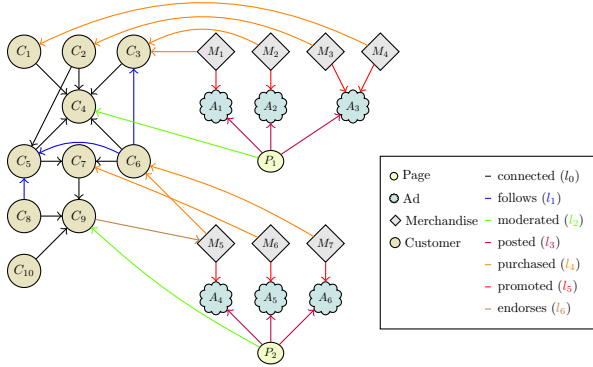 C1 C2 C3 M1 M2 M3 M4
C4 A1 A2 A3
C5 C7 C6 P1
C8 C9 M5 M6 M7
C10
A4 A5 A6
P2
Page
Ad
Merchandise
Customer
connected (l0)
follows (l1)
moderated (l2)
posted (l3)
purchased (l4)
promoted (l5)
endorses (l6)